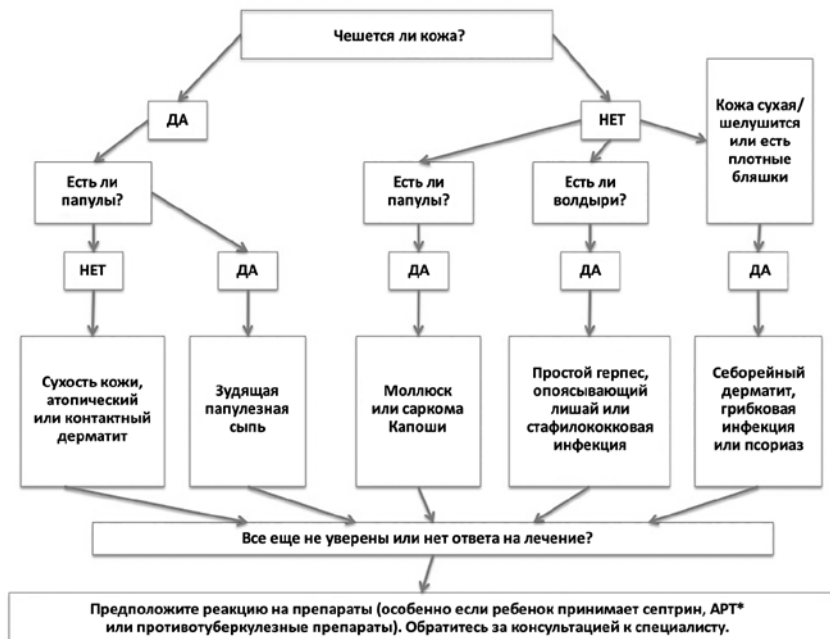 Чешется ли кожа?
ДА
НЕТ
Кожа сухая/
шелушится
или есть
плотные
бляшки
Есть ли
папулы?
Есть ли
папулы?
Есть ли
волдыри?
НЕТ
ДА
ДА
ДА
ДА
Сухость кожи,
атопический
или контактный
дерматит
Зудящая
папулезная
сыпь
Моллюск
или саркома
Капоши
Простой герпес,
опоясывающий
лишай или
стафилококковая
инфекция
Себорейный
дерматит,
грибковая
инфекция
или псориаз
Все еще не уверены или нет ответа на лечение?
Предположите реакцию на препараты (особенно если ребенок принимает септрин, АРТ*
или противотуберкулезные препараты). Обратитесь за консультацией к специалисту.